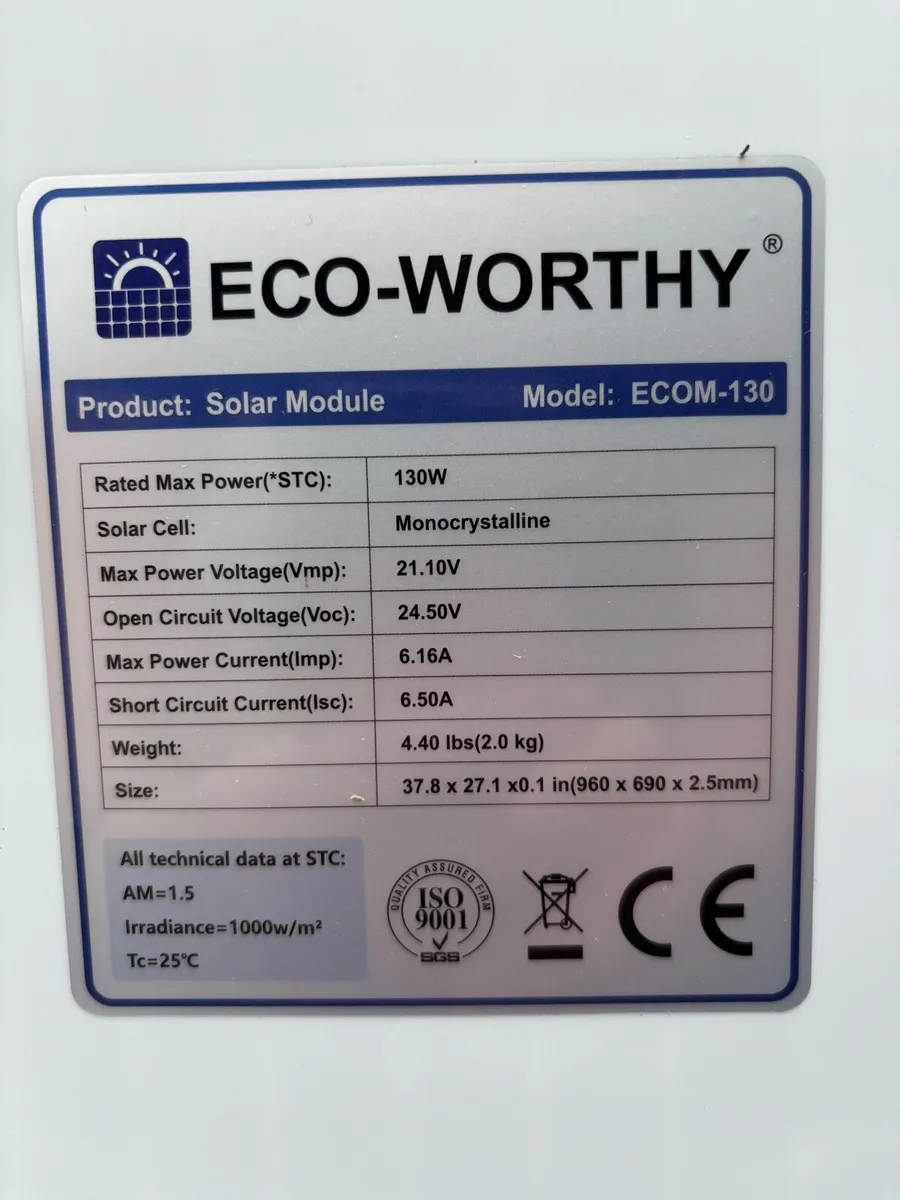 ECO-WORTHY®
Product: Solar Module Model: ECOM-130
Rated Max Power(*STC): 130W
Solar Cell: Monocrystalline
Max Power Voltage(Vmp): 21.10V
Open Circuit Voltage(Voc): 24.50V
Max Power Current(Imp): 6.16A
Short Circuit Current(Isc): 6.50A
Weight: 4.40 lbs(2.0 kg)
Size: 37.8 x 27.1 x0.1 in(960 x 690 x 2.5mm)
All technical data at STC:
AM=1.5
Irradiance=1000w/m²
Tc=25℃
QUALITY ASSURED FIRM
ISO
9001
SGS
CE